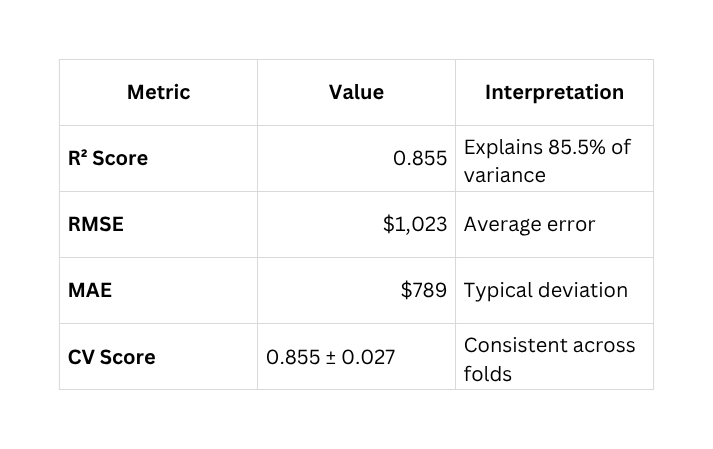 Metric Value Interpretation
R² Score 0.855 Explains 85.5% of
variance
RMSE $1,023 Average error
MAE $789 Typical deviation
CV Score 0.855 ± 0.027 Consistent across
folds